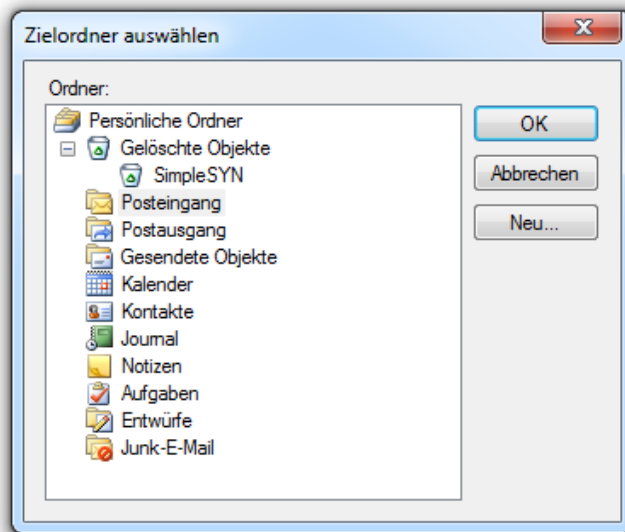 Zielordner auswählen
Ordner:
Persönliche Ordner
Gelöschte Objekte
SimpleSYN
Posteingang
Postausgang
Gesendete Objekte
Kalender
Kontakte
Journal
Notizen
Aufgaben
Entwürfe
Junk-E-Mail
OK
Abbrechen
Neu...